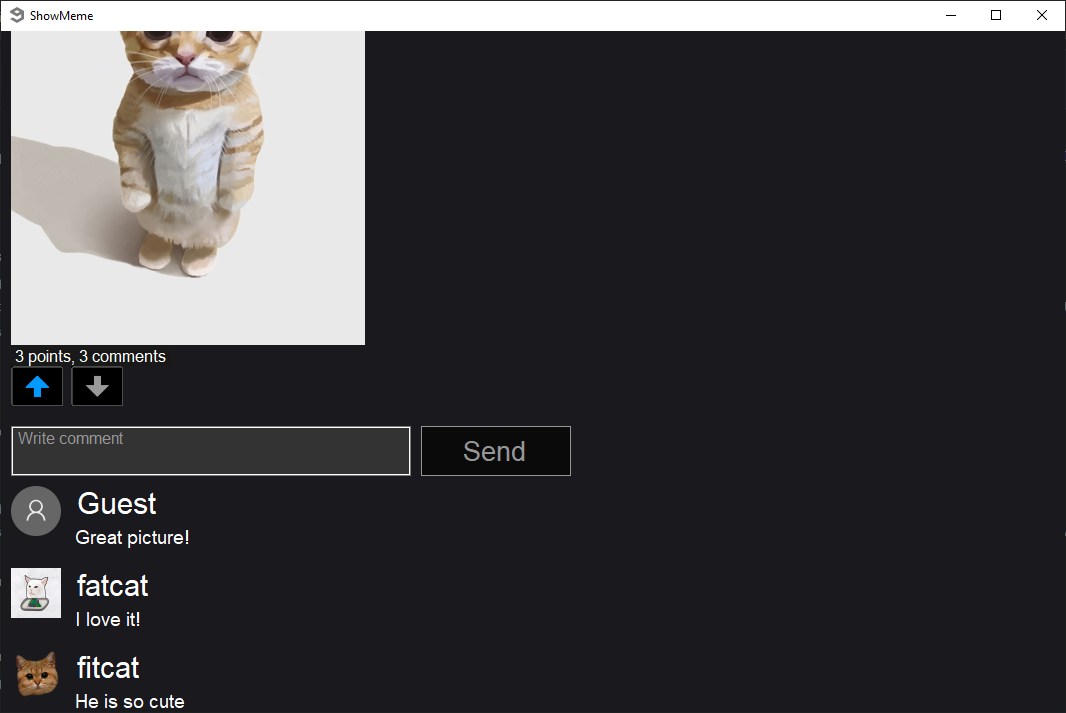 ShowMeme
3 points, 3 comments
Write comment
Send
Guest
Great picture!
fatcat
I love it!
fitcat
He is so cute